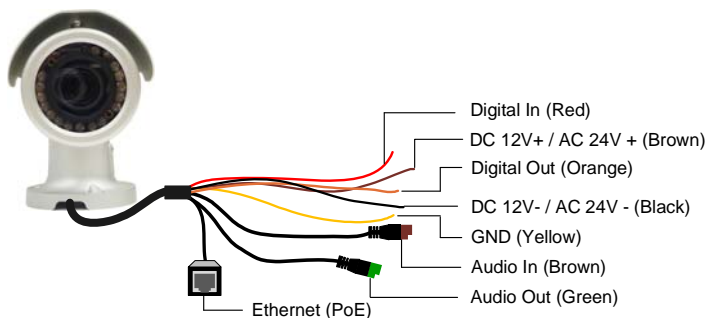 Digital In (Red)
DC 12V+ / AC 24V + (Brown)
Digital Out (Orange)
DC 12V- / AC 24V - (Black)
GND (Yellow)
Audio In (Brown)
Audio Out (Green)
Ethernet (PoE)